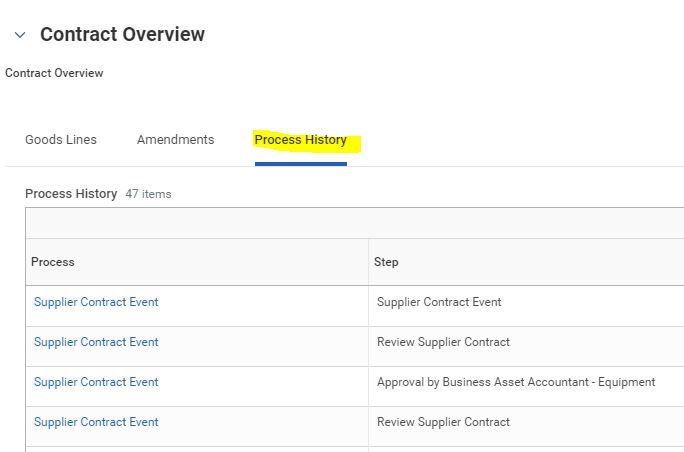 Contract Overview
Contract Overview
Goods Lines Amendments Process History
Process History 47 items
Process Step
Supplier Contract Event Supplier Contract Event
Supplier Contract Event Review Supplier Contract
Supplier Contract Event Approval by Business Asset Accountant - Equipment
Supplier Contract Event Review Supplier Contract